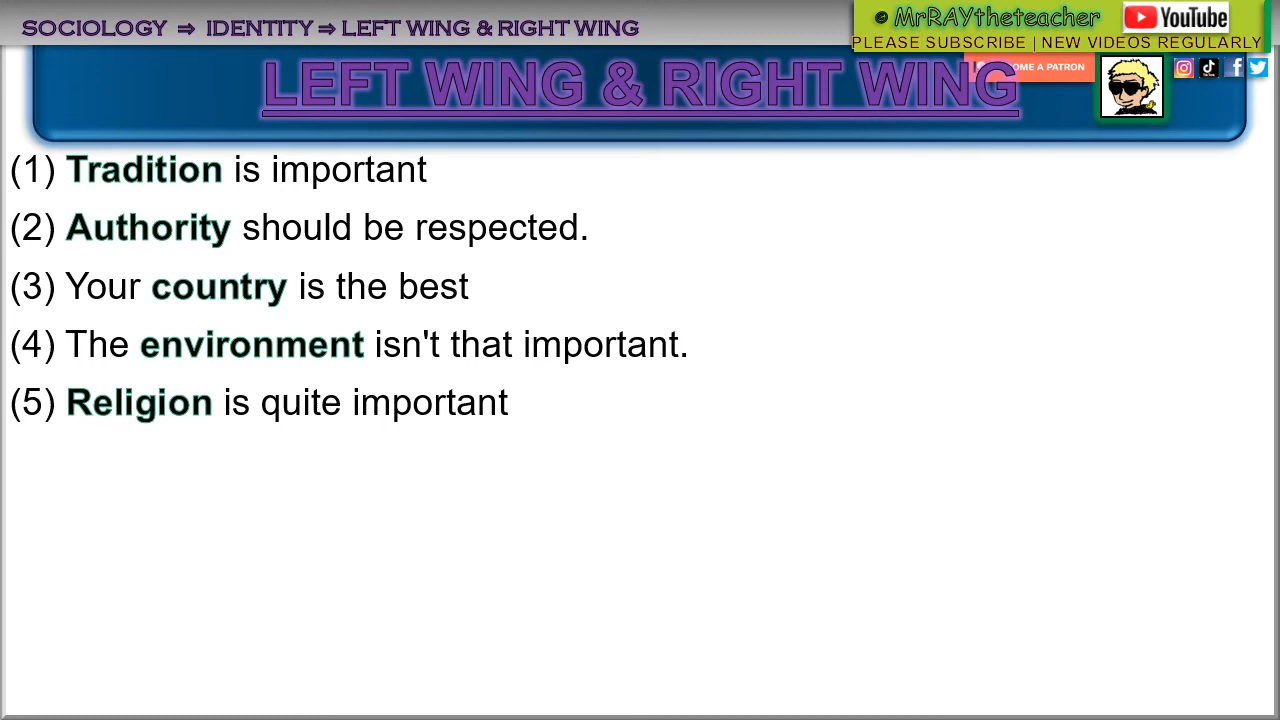 SOCIOLOGY ⇒ IDENTITY ⇒ LEFT WING & RIGHT WING
© MrRAYtheteacher YouTube
PLEASE SUBSCRIBE | NEW VIDEOS REGULARLY
OME A PATRON
LEFT WING & RIGHT WING
(1) Tradition is important
(2) Authority should be respected.
(3) Your country is the best
(4) The environment isn't that important.
(5) Religion is quite important